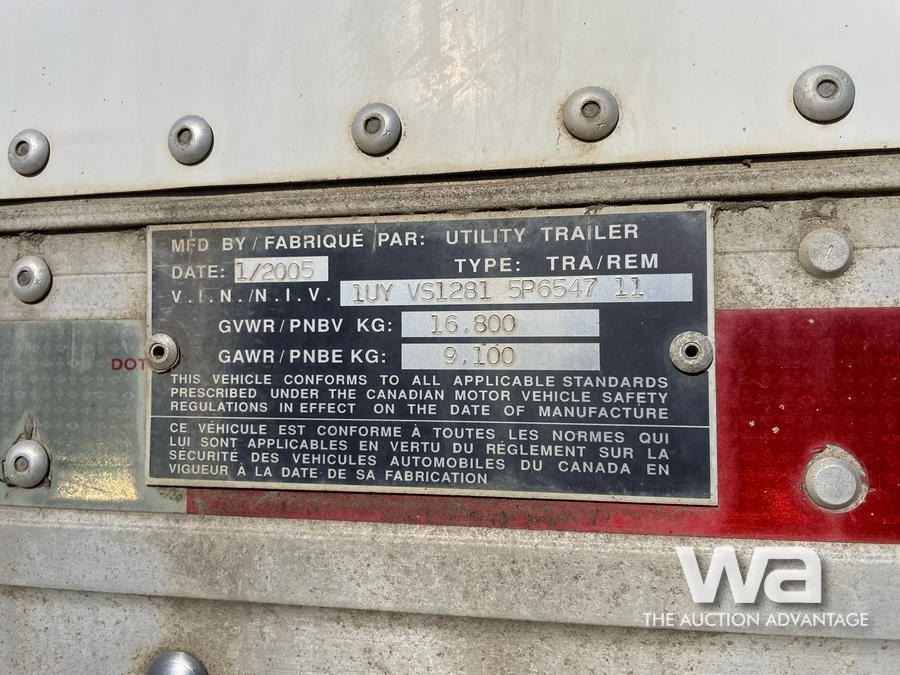 MFD BY / FABRIQUÉ PAR: UTILITY TRAILER
DATE: 1/2005 TYPE: TRA/REM
V.I.N./N.I.V. 1UY VS1281 5P6547 11
GVWR/PNBV KG: 16.800
GAWR/PNBE KG: 9.100
THIS VEHICLE CONFORMS TO ALL APPLICABLE STANDARDS
PRESCRIBED UNDER THE CANADIAN MOTOR VEHICLE SAFETY
REGULATIONS IN EFFECT ON THE DATE OF MANUFACTURE
CE VÉHICULE EST CONFORME À TOUTES LES NORMES QUI
LUI SONT APPLICABLES EN VERTU DU RÉGLEMENT SUR LA
SÉCURITÉ DES VEHICULES AUTOMOBILES DU CANADA EN
VIGUEUR À LA DATE DE SA FABRICATION
DOT
wa
THE AUCTION ADVANTAGE